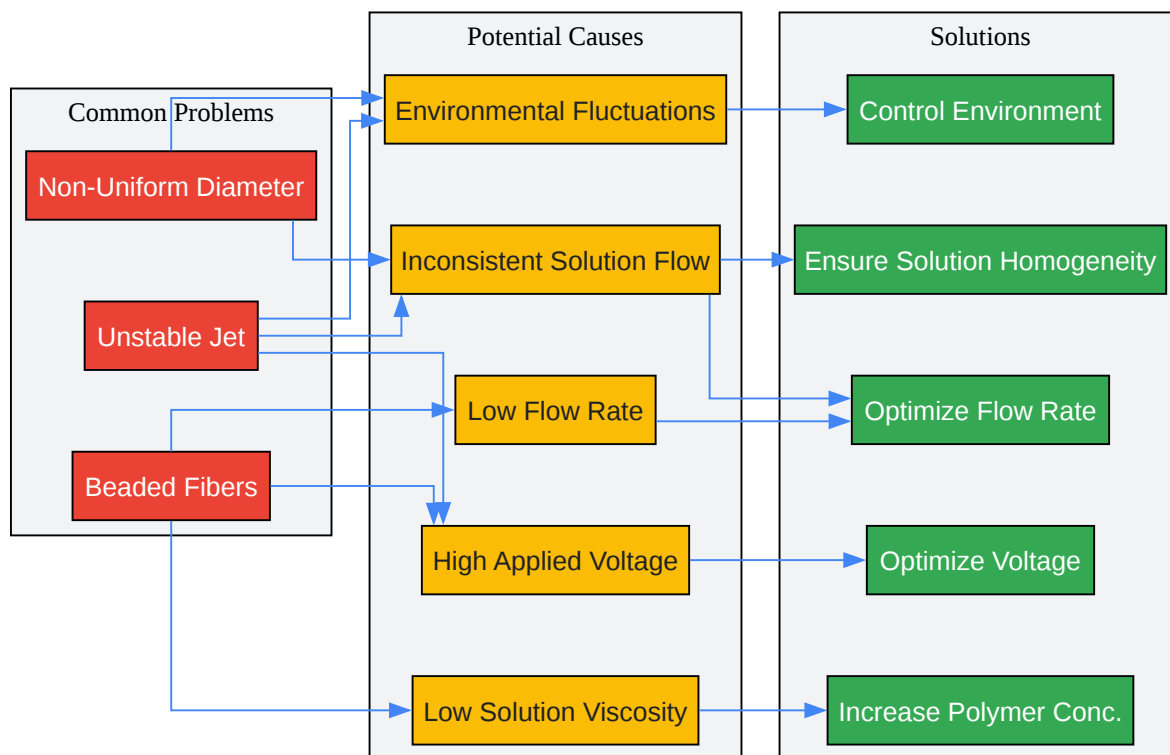 Potential Causes
Solutions
Common Problems
Environmental Fluctuations
Control Environment
Non-Uniform Diameter
Inconsistent Solution Flow
Ensure Solution Homogeneity
Unstable Jet
Low Flow Rate
Optimize Flow Rate
Beaded Fibers
High Applied Voltage
Optimize Voltage
Low Solution Viscosity
Increase Polymer Conc.